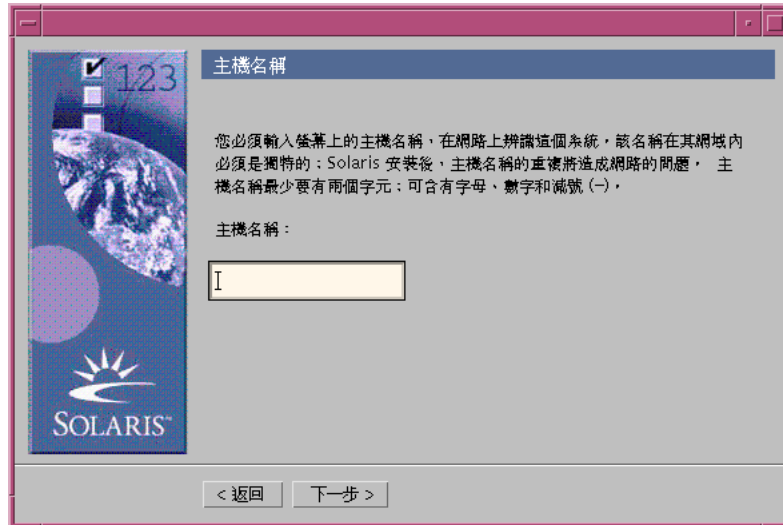 123
主機名稱
您必須輸入螢幕上的主機名稱，在網路上辨識這個系統，該名稱在其網域內
必須是獨特的；Solaris 安裝後，主機名稱的重複將造成網路的問題。 主
機名稱最少要有兩個字元；可含有字母、數字和減號 (-)。
主機名稱：
SOLARIS™
< 返回
下一步 >